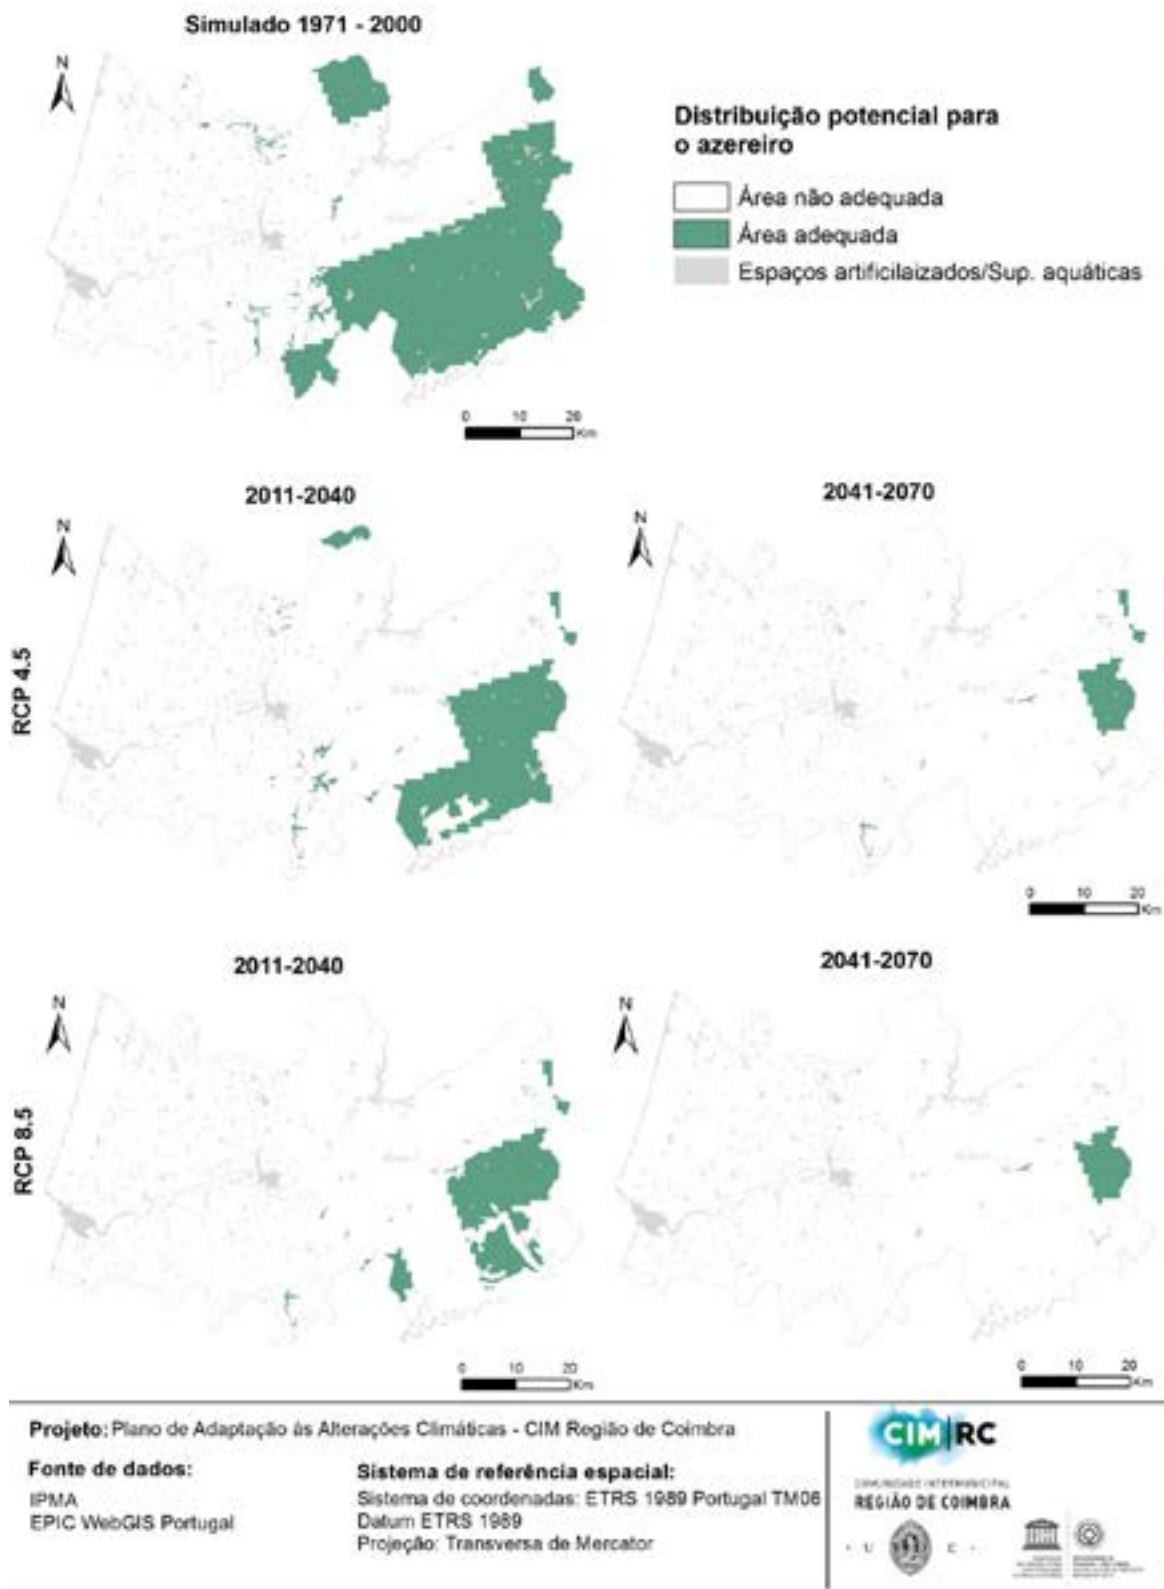 Simulado 1971 - 2000
N
Distribuição potencial para
o azereiro
Área não adequada
Área adequada
Espaços artificilaizados/Sup. aquáticas
0 10 20
Km
2011-2040
2041-2070
N
N
RCP 4.5
0 10 20
Km
2011-2040
2041-2070
N
N
RCP 8.5
0 10 20
Km
0 10 20
Km
Projeto: Plano de Adaptação às Alterações Climáticas - CIM Região de Coimbra
Fonte de dados:
IPMA
EPIC WebGIS Portugal
Sistema de referência espacial:
Sistema de coordenadas: ETRS 1989 Portugal TM06
Datum ETRS 1989
Projeção: Transversa de Mercator
CIM RC
COMUNIDADE INTERMUNICIPAL
REGIÃO DE COIMBRA
· U C ·